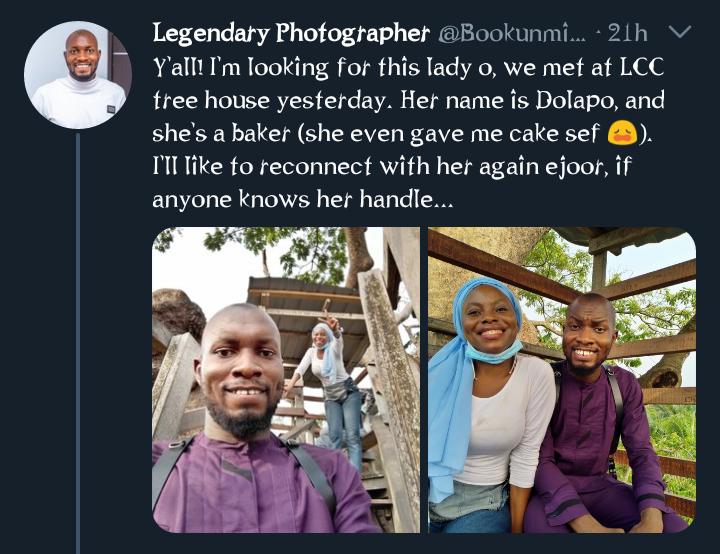 Legendary Photographer @Bookunmi... · 21h
Y'all! I'm looking for this lady o, we met at LCC
tree house yesterday. Her name is Dolapo, and
she's a baker (she even gave me cake sef 😩).
I'll like to reconnect with her again ejoor, if
anyone knows her handle...